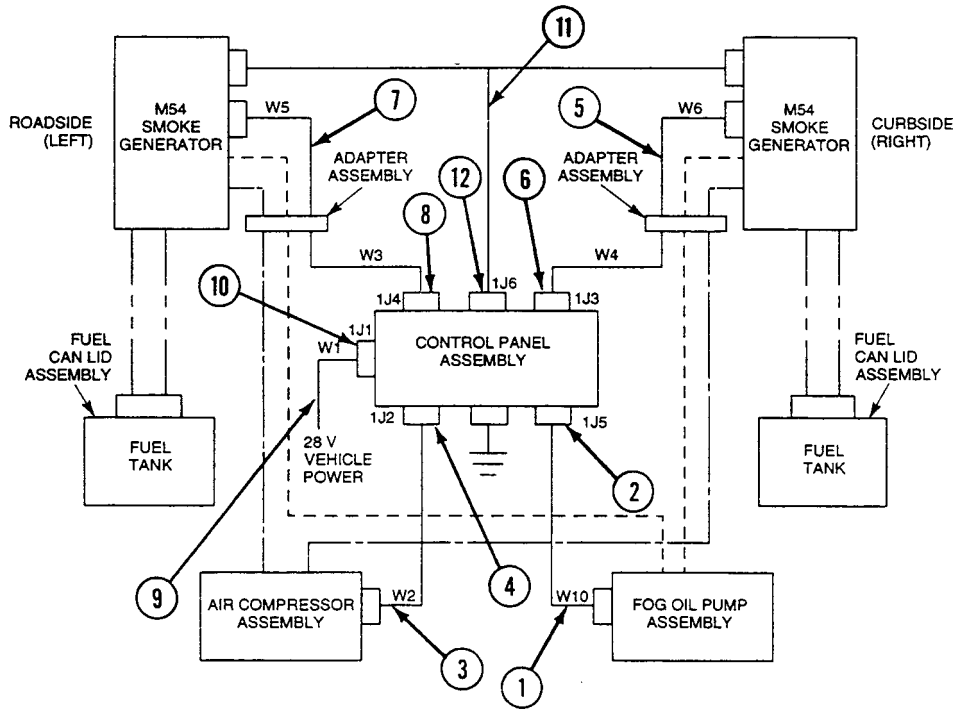 11
M54
SMOKE
GENERATOR
M54
SMOKE
GENERATOR
ROADSIDE
(LEFT)
CURBSIDE
(RIGHT)
W5
7
5
W6
ADAPTER
ASSEMBLY
12
6
ADAPTER
ASSEMBLY
8
W3
W4
10
1J4
1J6
1J3
1J1
W1
CONTROL PANEL
ASSEMBLY
FUEL
CAN LID
ASSEMBLY
FUEL
CAN LID
ASSEMBLY
1J2
1J5
FUEL
TANK
28 V
VEHICLE
POWER
2
FUEL
TANK
9
4
AIR COMPRESSOR
ASSEMBLY
W2
W10
FOG OIL PUMP
ASSEMBLY
3
1